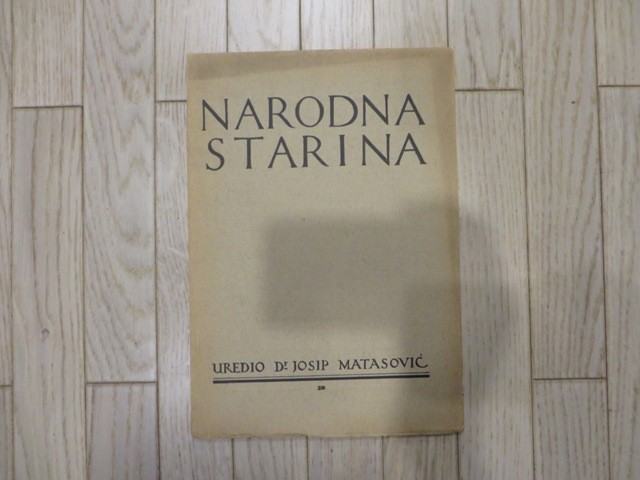 NARODNA
STARINA
UREDIO Dr JOSIP MATASOVIĆ